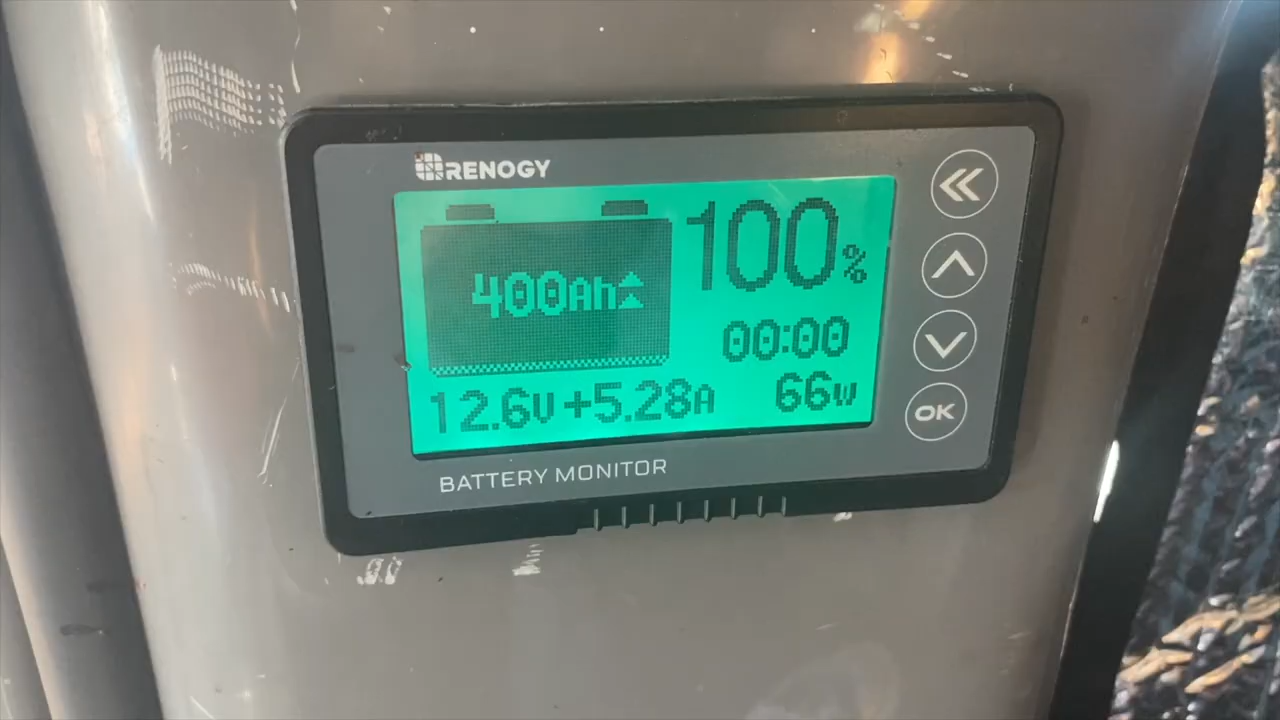 RENOGY
400Ah
100%
00:00
12.6V +5.28A 66W
OK
BATTERY MONITOR